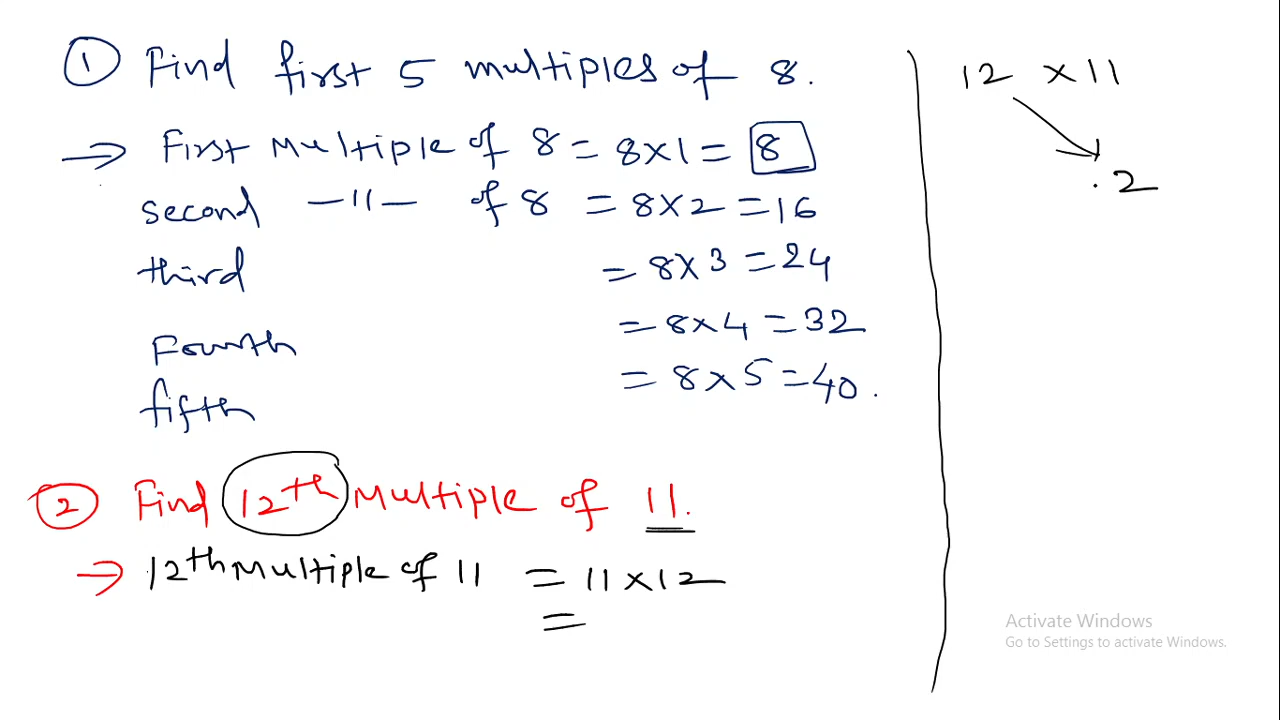 ① Find first 5 multiples of 8.
→ First Multiple of 8 = 8x1 = 8
second —11— of 8 = 8x2 = 16
third = 8x3 = 24
Fourth = 8x4 = 32
fifth = 8x5 = 40.
② Find 12th Multiple of 11.
→ 12th Multiple of 11 = 11x12
=
12 x11
.2
Activate Windows
Go to Settings to activate Windows.